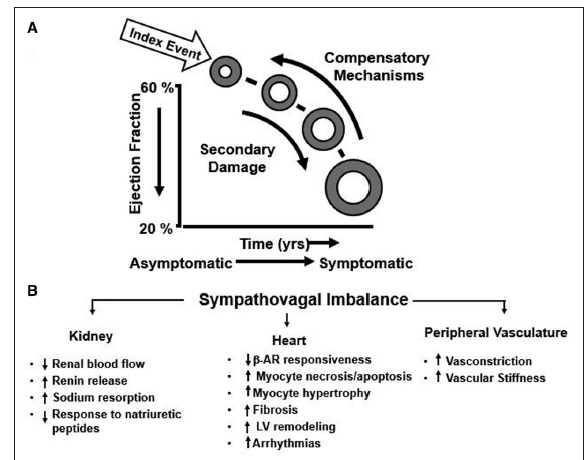 A
Index Event
Compensatory
Mechanisms
60 %
Ejection Fraction
Secondary
Damage
20 %
Time (yrs)
Asymptomatic
Symptomatic
B
Sympathovagal Imbalance
Kidney
• ↓ Renal blood flow
• ↑ Renin release
• ↑ Sodium resorption
• ↓ Response to natriuretic
peptides
Heart
• ↓ β-AR responsiveness
• ↑ Myocyte necrosis/apoptosis
• ↑ Myocyte hypertrophy
• ↑ Fibrosis
• ↑ LV remodeling
• ↑ Arrhythmias
Peripheral Vasculature
• ↑ Vasconstriction
• ↑ Vascular Stiffness